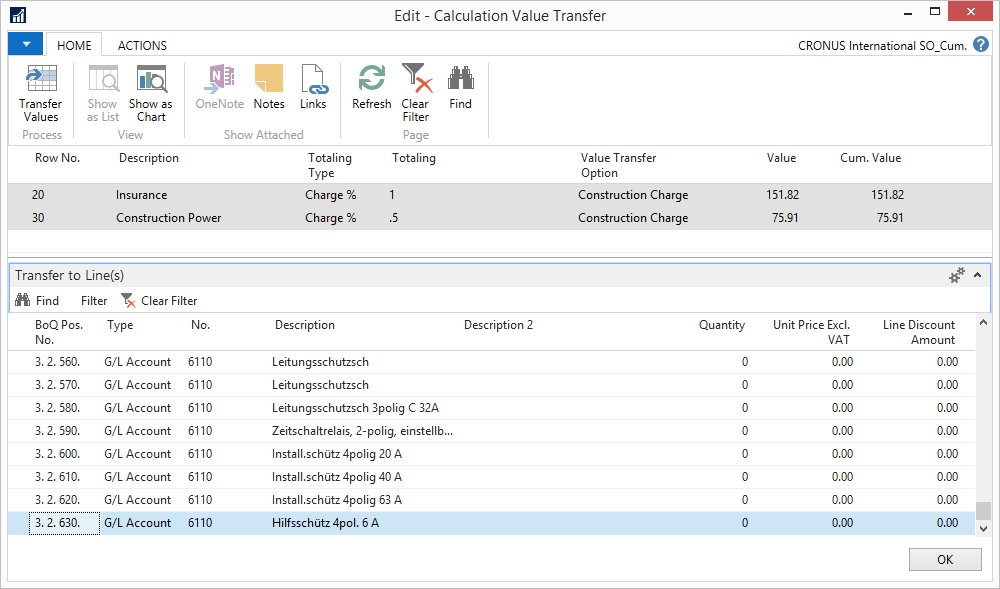 Edit - Calculation Value Transfer
HOME ACTIONS CRONUS International SO_Cum. ?
Transfer Values Show as List Show as Chart OneNote Notes Links Refresh Clear Filter Find
Process View Show Attached Page
Row No. Description Totaling Type Totaling Value Transfer Option Value Cum. Value
20 Insurance Charge % 1 Construction Charge 151.82 151.82
30 Construction Power Charge % .5 Construction Charge 75.91 75.91
Transfer to Line(s)
Find Filter Clear Filter
BoQ Pos. No. Type No. Description Description 2 Quantity Unit Price Excl. VAT Line Discount Amount
3. 2. 560. G/L Account 6110 Leitungsschutzsch 0 0.00 0.00
3. 2. 570. G/L Account 6110 Leitungsschutzsch 0 0.00 0.00
3. 2. 580. G/L Account 6110 Leitungsschutzsch 3polig C 32A 0 0.00 0.00
3. 2. 590. G/L Account 6110 Zeitschaltrelais, 2-polig, einstellb... 0 0.00 0.00
3. 2. 600. G/L Account 6110 Install.schütz 4polig 20 A 0 0.00 0.00
3. 2. 610. G/L Account 6110 Install.schütz 4polig 40 A 0 0.00 0.00
3. 2. 620. G/L Account 6110 Install.schütz 4polig 63 A 0 0.00 0.00
3. 2. 630. G/L Account 6110 Hilfsschütz 4pol. 6 A 0 0.00 0.00
OK